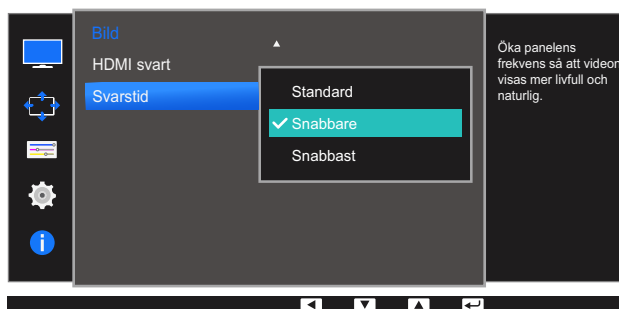 Bild
HDMI svart
Svarstid
Standard
Snabbare
Snabbast
Öka panelens
frekvens så att videon
visas mer livfull och
naturlig.